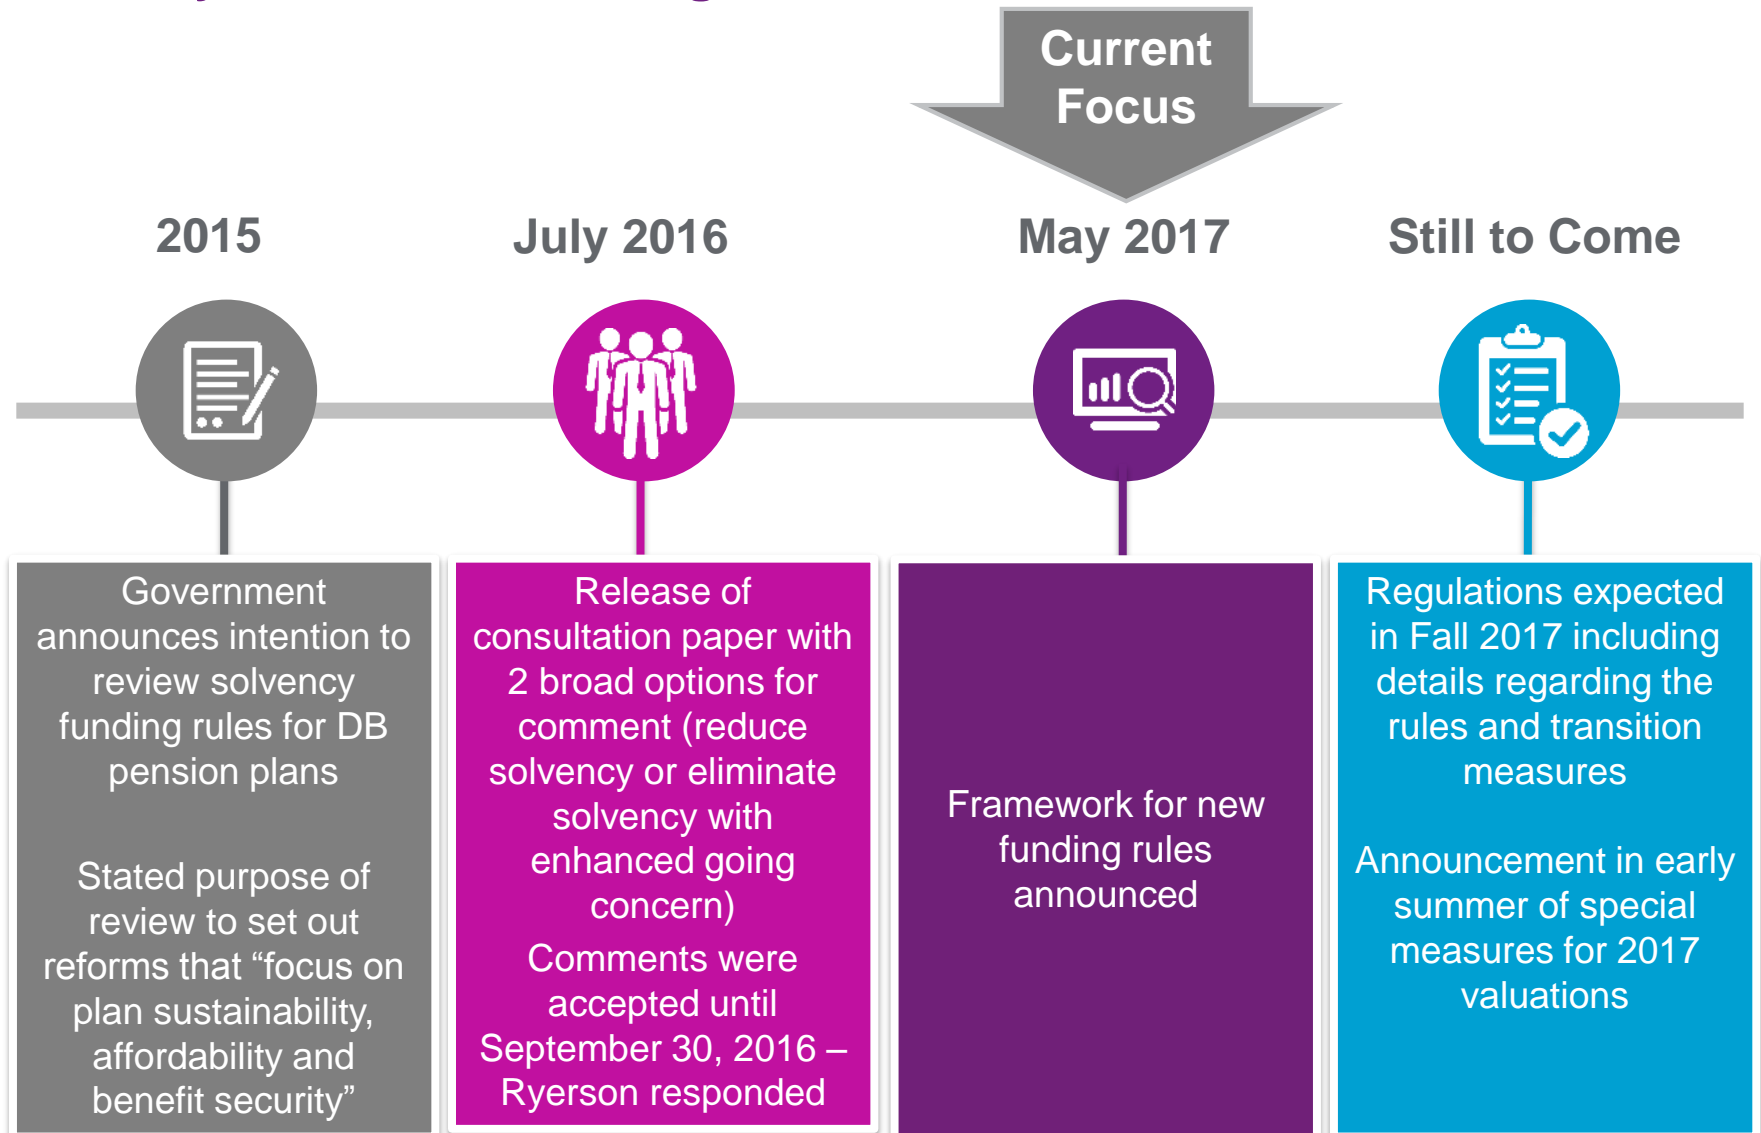 Current
Focus
2015
July 2016
May 2017
Still to Come
Government
announces intention to
review solvency
funding rules for DB
pension plans
Stated purpose of
review to set out
reforms that “focus on
plan sustainability,
affordability and
benefit security”
Release of
consultation paper with
2 broad options for
comment (reduce
solvency or eliminate
solvency with
enhanced going
concern)
Comments were
accepted until
September 30, 2016 –
Ryerson responded
Framework for new
funding rules
announced
Regulations expected
in Fall 2017 including
details regarding the
rules and transition
measures
Announcement in early
summer of special
measures for 2017
valuations